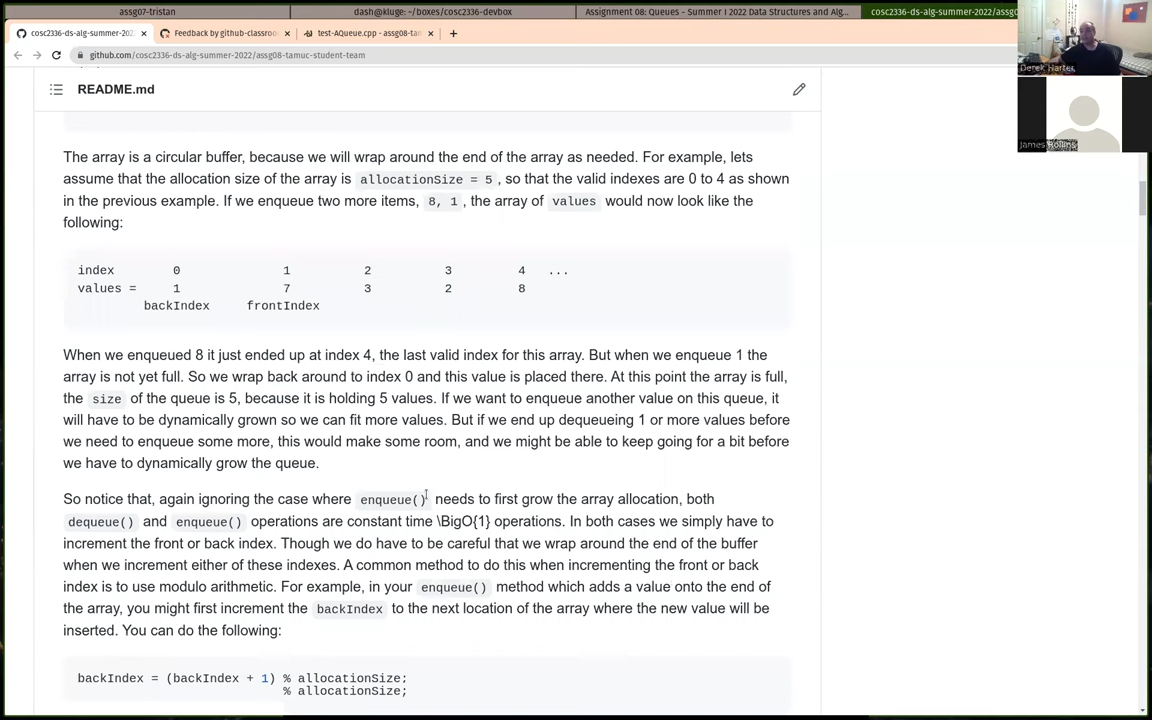 assg07-tristan
dash@kluge: ~/boxes/cosc2336-devbox
Assignment 08: Queues - Summer I 2022 Data Structures and Alg...
cosc2336-ds-alg-summer-2022/assg0
cosc2336-ds-alg-summer-202
Feedback by github-classroo
test-AQueue.cpp - assg08-tam
github.com/cosc2336-ds-alg-summer-2022/assg08-tamuc-student-team
Derek Harter
James Rollins
README.md
The array is a circular buffer, because we will wrap around the end of the array as needed. For example, lets
assume that the allocation size of the array is allocationSize = 5 , so that the valid indexes are 0 to 4 as shown
in the previous example. If we enqueue two more items, 8, 1 , the array of values would now look like the
following:
index 0 1 2 3 4 ...
values = 1 7 3 2 8
backIndex frontIndex
When we enqueued 8 it just ended up at index 4, the last valid index for this array. But when we enqueue 1 the
array is not yet full. So we wrap back around to index 0 and this value is placed there. At this point the array is full,
the size of the queue is 5, because it is holding 5 values. If we want to enqueue another value on this queue, it
will have to be dynamically grown so we can fit more values. But if we end up dequeueing 1 or more values before
we need to enqueue some more, this would make some room, and we might be able to keep going for a bit before
we have to dynamically grow the queue.
So notice that, again ignoring the case where enqueue() needs to first grow the array allocation, both
dequeue() and enqueue() operations are constant time \BigO{1} operations. In both cases we simply have to
increment the front or back index. Though we do have to be careful that we wrap around the end of the buffer
when we increment either of these indexes. A common method to do this when incrementing the front or back
index is to use modulo arithmetic. For example, in your enqueue() method which adds a value onto the end of
the array, you might first increment the backIndex to the next location of the array where the new value will be
inserted. You can do the following:
backIndex = (backIndex + 1) % allocationSize;
% allocationSize;